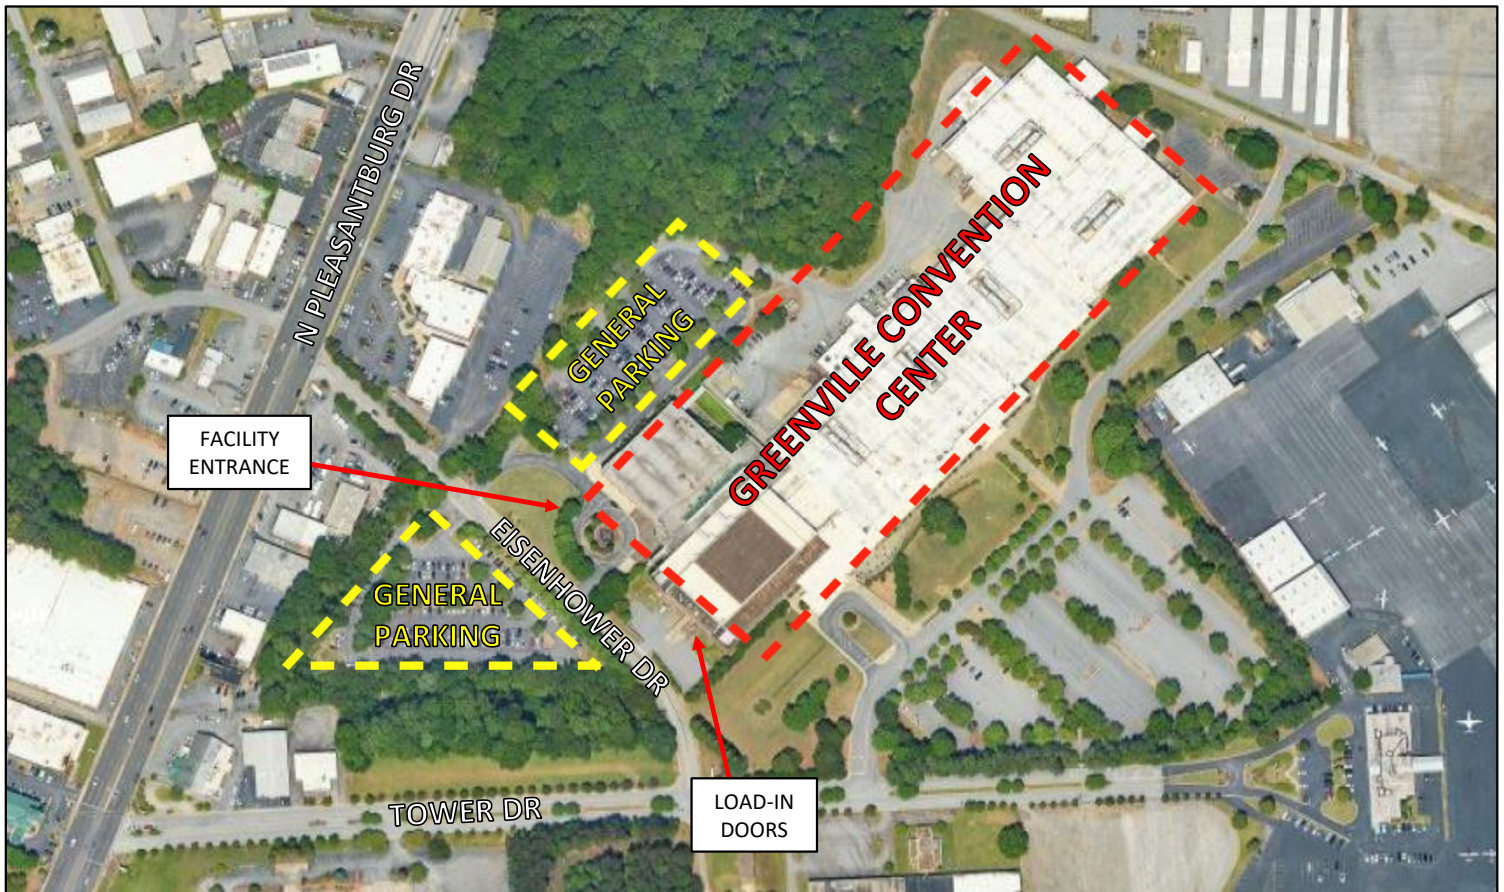 N PLEASANTBURG DR
GREENVILLE CONVENTION
CENTER
GENERAL
PARKING
FACILITY
ENTRANCE
EISENHOWER DR
GENERAL
PARKING
LOAD-IN
DOORS
TOWER DR